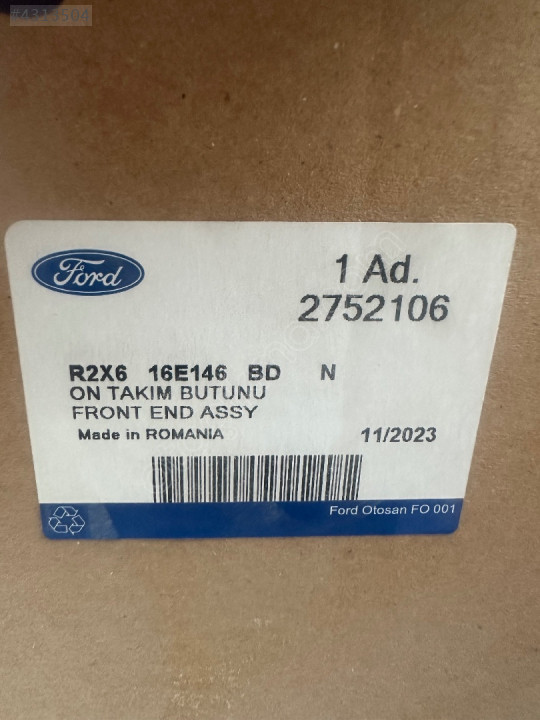 #4313504
Ford
1 Ad.
2752106
R2X6 16E146 BD N
ON TAKIM BUTUNU
FRONT END ASSY
Made in ROMANIA 11/2023
Ford Otosan FO 001